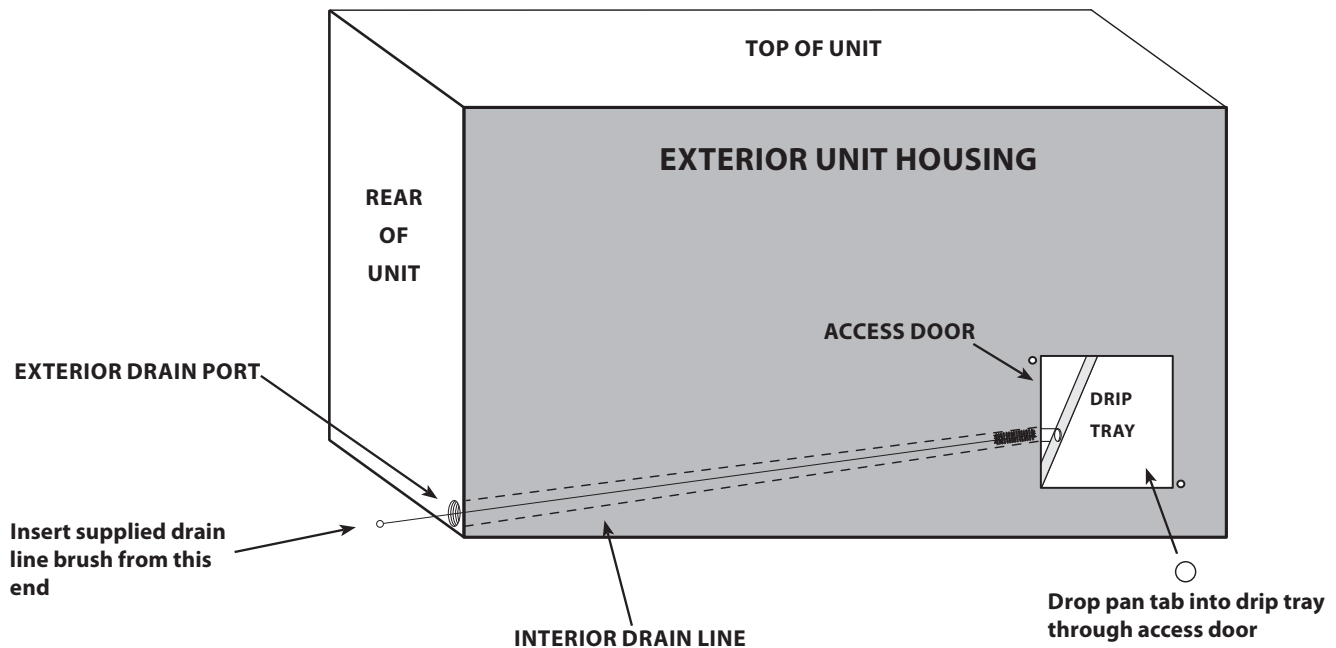 TOP OF UNIT
EXTERIOR UNIT HOUSING
REAR
OF
UNIT
ACCESS DOOR
EXTERIOR DRAIN PORT
DRIP
TRAY
Insert supplied drain
line brush from this
end
Drop pan tab into drip tray
through access door
INTERIOR DRAIN LINE